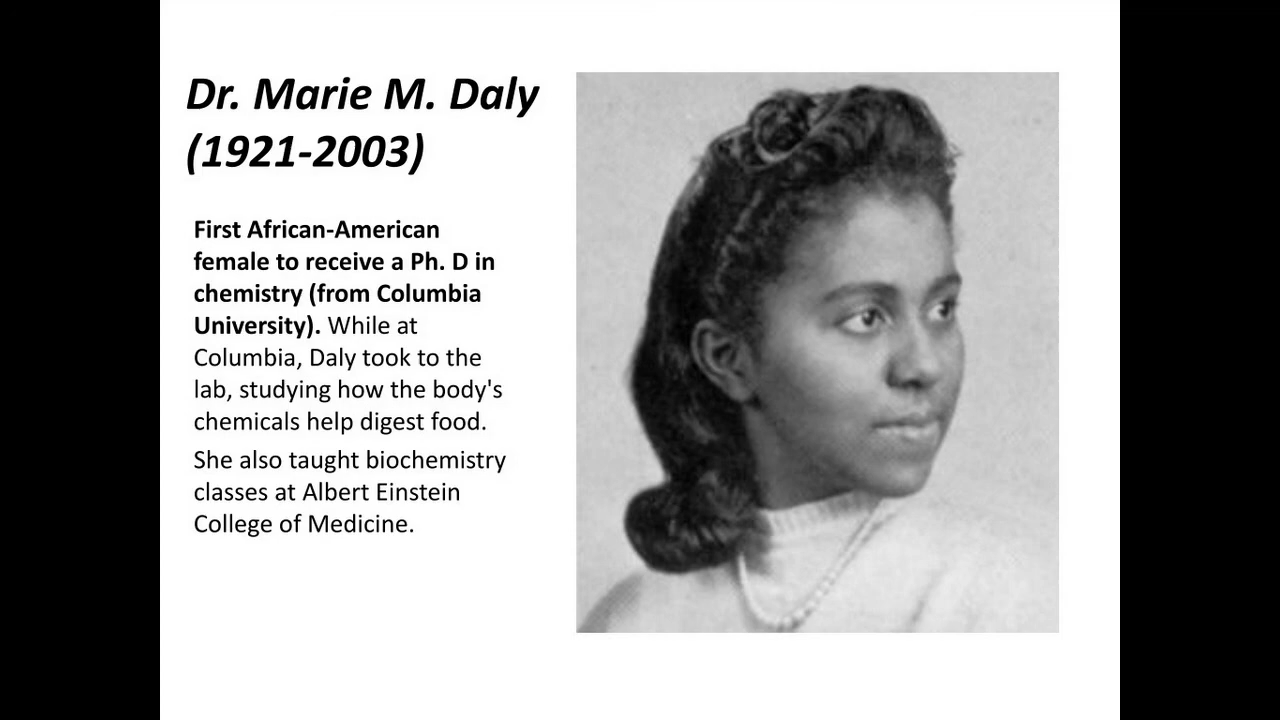 Dr. Marie M. Daly
(1921-2003)
First African-American
female to receive a Ph. D in
chemistry (from Columbia
University). While at
Columbia, Daly took to the
lab, studying how the body's
chemicals help digest food.
She also taught biochemistry
classes at Albert Einstein
College of Medicine.